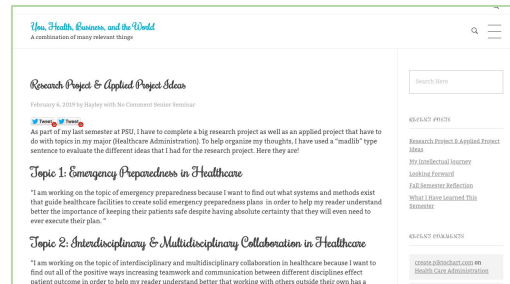 You, Health, Business, and the World
A combination of many relevant things
Research Project & Applied Project Ideas
February 6, 2019 by Hayley with No Comment Senior Seminar
Tweet Tweet
As part of my last semester at PSU, I have to complete a big research project as well as an applied project that have to
do with topics in my major (Healthcare Administration). To help organize my thoughts, I have used a "madlib" type
sentence to evaluate the different ideas that I had for the research project. Here they are!
Topic 1: Emergency Preparedness in Healthcare
"I am working on the topic of emergency preparedness because I want to find out what systems and methods exist
that guide healthcare facilities to create solid emergency preparedness plans in order to help my reader understand
better the importance of keeping their patients safe despite having absolute certainty that they will even need to
ever execute their plan. "
Topic 2: Interdisciplinary & Multidisciplinary Collaboration in Healthcare
"I am working on the topic of interdisciplinary and multidisciplinary collaboration in healthcare because I want to
find out all of the positive ways increasing teamwork and communication between different disciplines effect
patient outcome in order to help my reader understand better that working with others outside their own has a
Search Here
RECENT POSTS
Research Project & Applied Project
Ideas
My Intellectual Journey
Looking Forward
Fall Semester Reflection
What I Have Learned This
Semester
RECENT COMMENTS
create.piktochart.com on
Health Care Administration